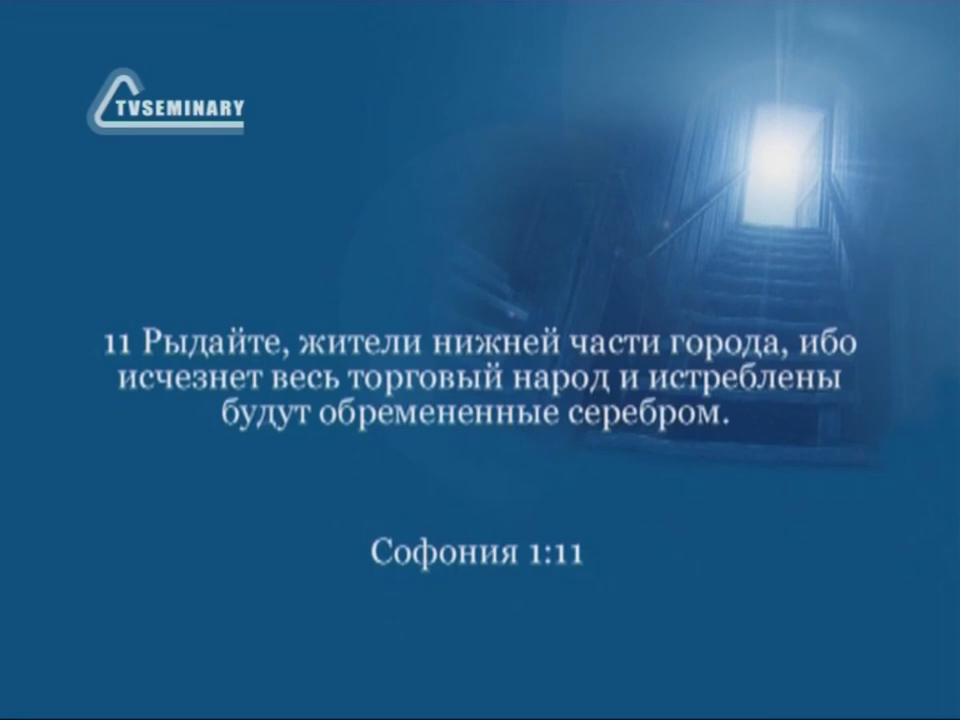 TVSEMINARY
11 Рыдайте, жители нижней части города, ибо
исчезнет весь торговый народ и истреблены
будут обремененные серебром.
Софония 1:11